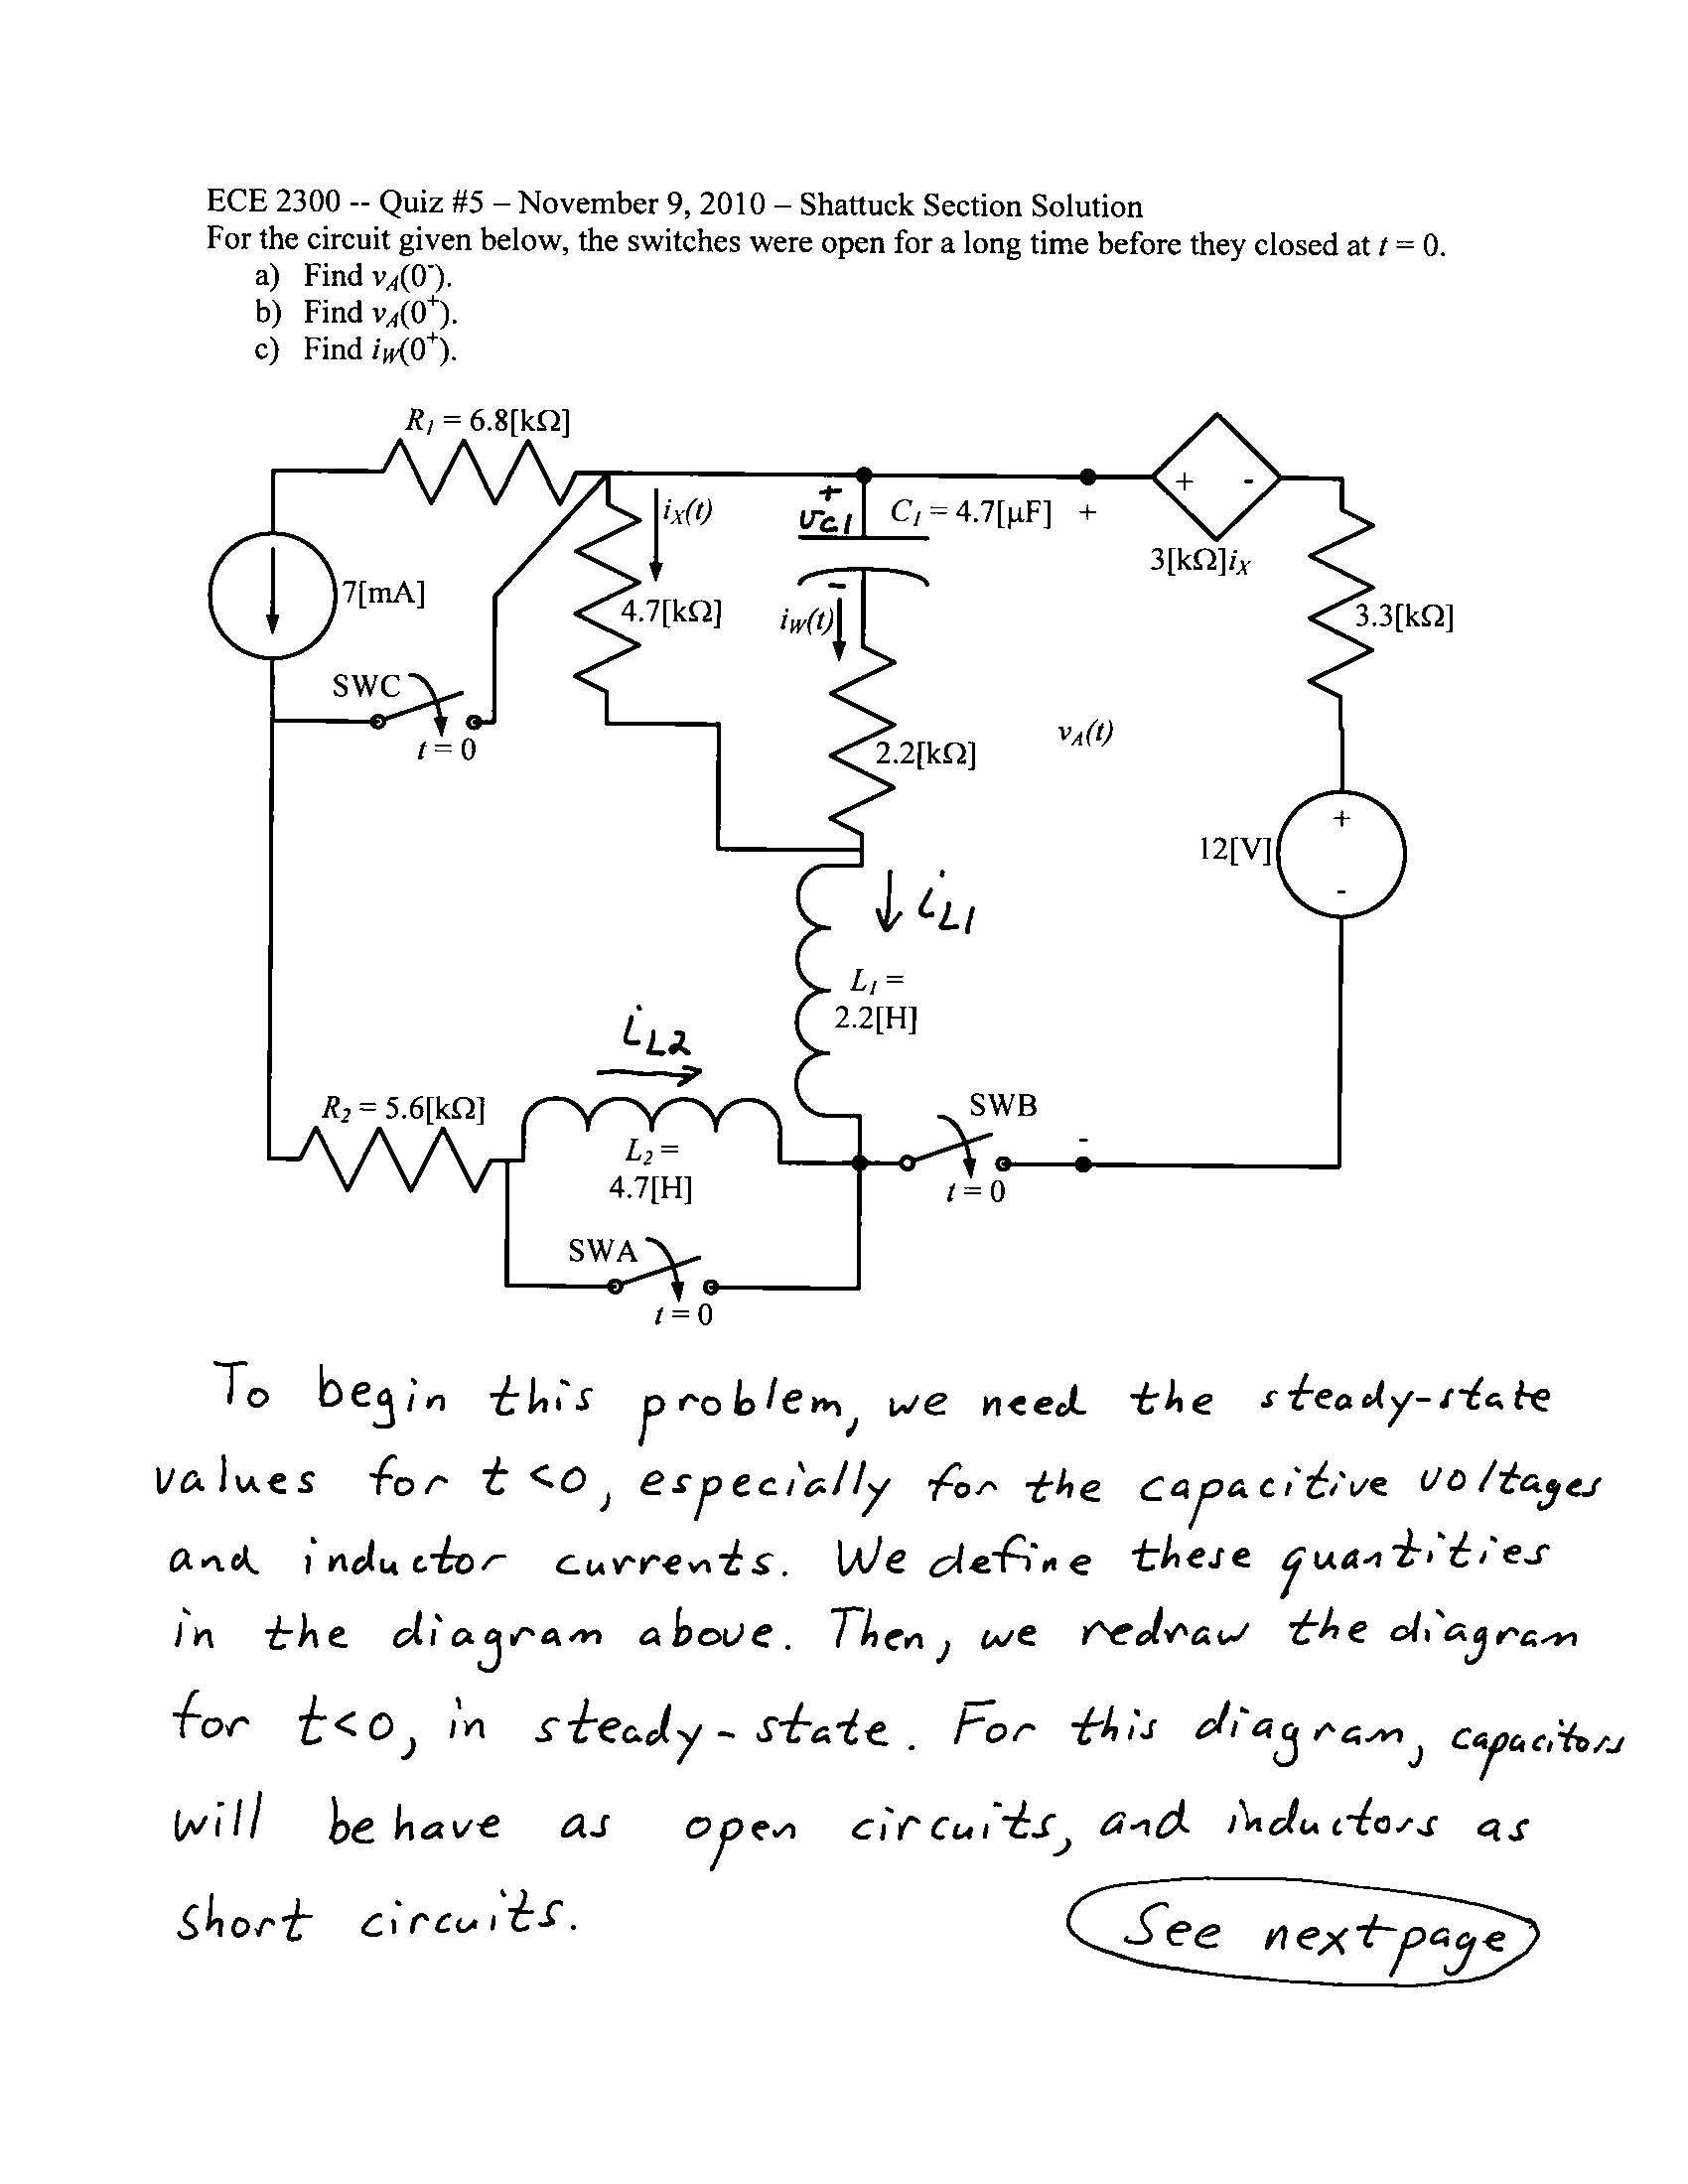 ECE 2300 -- Quiz #5 – November 9, 2010 – Shattuck Section Solution
For the circuit given below, the switches were open for a long time before they closed at t = 0.
a) Find vA(0⁻).
b) Find vA(0⁺).
c) Find iW(0⁺).
R1 = 6.8[kΩ]
iX(t)
+
vC1
-
C1 = 4.7[μF]
+
+ -
3[kΩ]iX
7[mA]
4.7[kΩ]
iW(t)
3.3[kΩ]
SWC
t = 0
2.2[kΩ]
vA(t)
+
12[V]
-
iL1
L1 =
2.2[H]
iL2
R2 = 5.6[kΩ]
L2 =
4.7[H]
SWB
-
t = 0
SWA
t = 0
To begin this problem, we need the steady-state
values for t<0, especially for the capacitive voltages
and inductor currents. We define these quantities
in the diagram above. Then, we redraw the diagram
for t<0, in steady-state. For this diagram, capacitors
will behave as open circuits, and inductors as
short circuits.
See next page